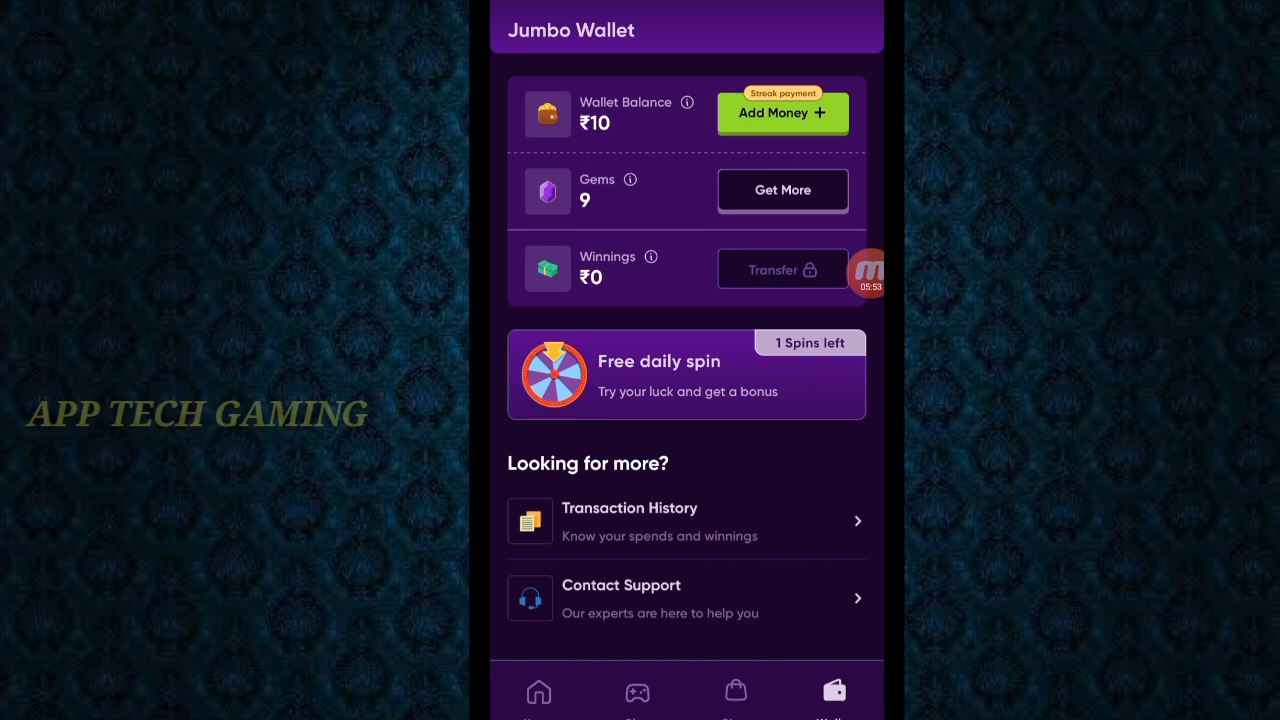 Jumbo Wallet
Wallet Balance
₹10
Streak payment
Add Money +
Gems
9
Get More
Winnings
₹0
Transfer
05:53
1 Spins left
Free daily spin
Try your luck and get a bonus
APP TECH GAMING
Looking for more?
Transaction History
Know your spends and winnings
Contact Support
Our experts are here to help you